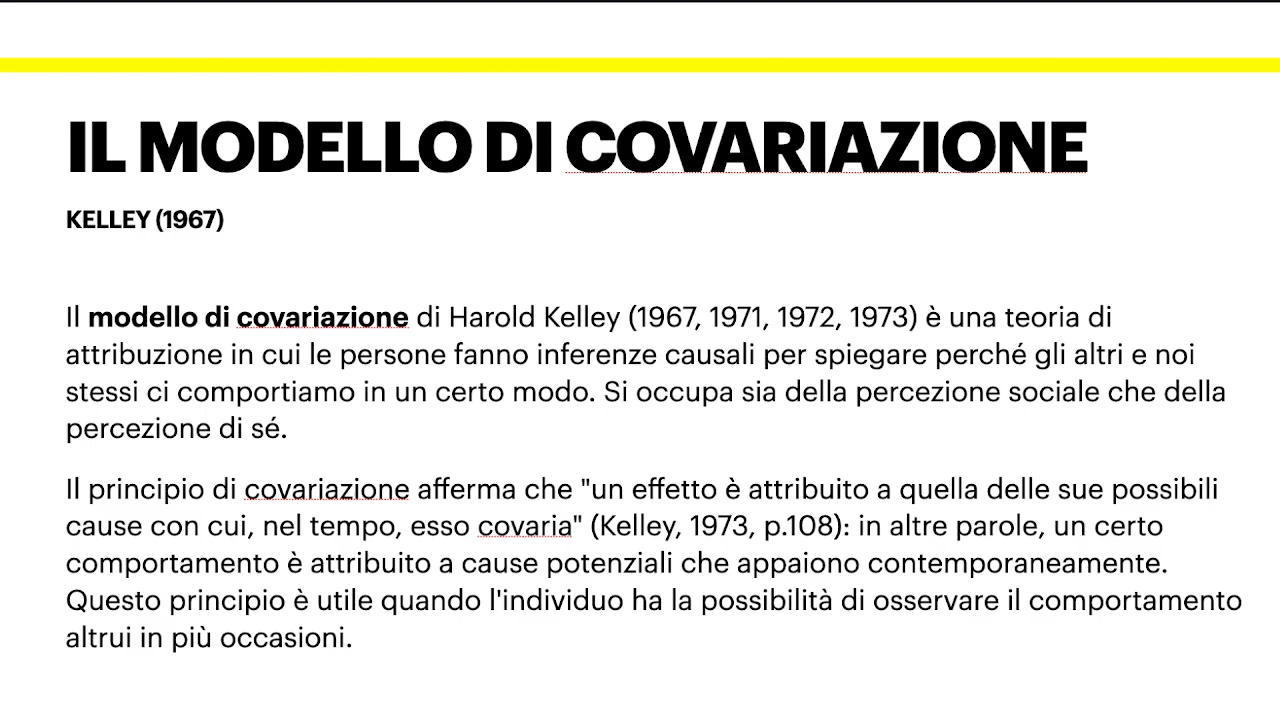 IL MODELLO DI COVARIAZIONE
KELLEY (1967)
Il modello di covariazione di Harold Kelley (1967, 1971, 1972, 1973) è una teoria di
attribuzione in cui le persone fanno inferenze causali per spiegare perché gli altri e noi
stessi ci comportiamo in un certo modo. Si occupa sia della percezione sociale che della
percezione di sé.
Il principio di covariazione afferma che "un effetto è attribuito a quella delle sue possibili
cause con cui, nel tempo, esso covaria" (Kelley, 1973, p.108): in altre parole, un certo
comportamento è attribuito a cause potenziali che appaiono contemporaneamente.
Questo principio è utile quando l'individuo ha la possibilità di osservare il comportamento
altrui in più occasioni.